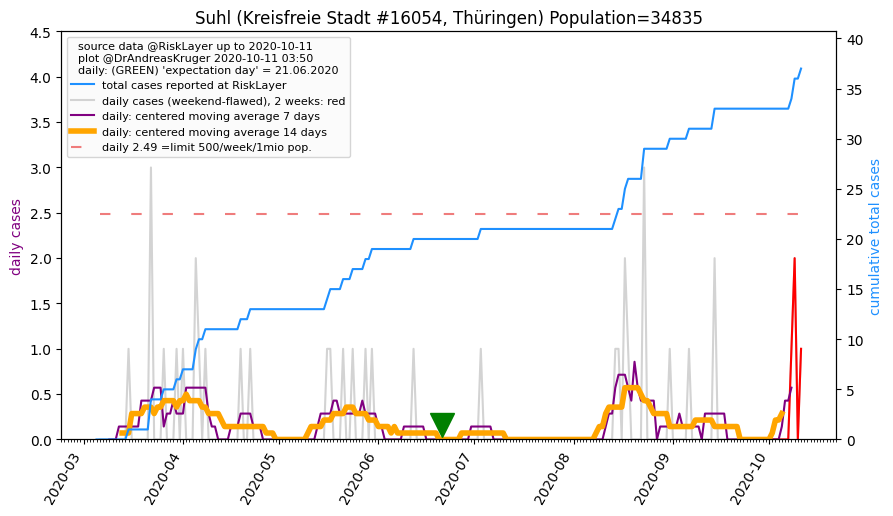 Suhl (Kreisfreie Stadt #16054, Thüringen) Population=34835
source data @RiskLayer up to 2020-10-11
plot @DrAndreasKruger 2020-10-11 03:50
daily: (GREEN) 'expectation day' = 21.06.2020
total cases reported at RiskLayer
daily cases (weekend-flawed), 2 weeks: red
daily: centered moving average 7 days
daily: centered moving average 14 days
daily 2.49 =limit 500/week/1mio pop.
daily cases
4.5
4.0
3.5
3.0
2.5
2.0
1.5
1.0
0.5
0.0
cumulative total cases
40
35
30
25
20
15
10
5
0
2020-03
2020-04
2020-05
2020-06
2020-07
2020-08
2020-09
2020-10